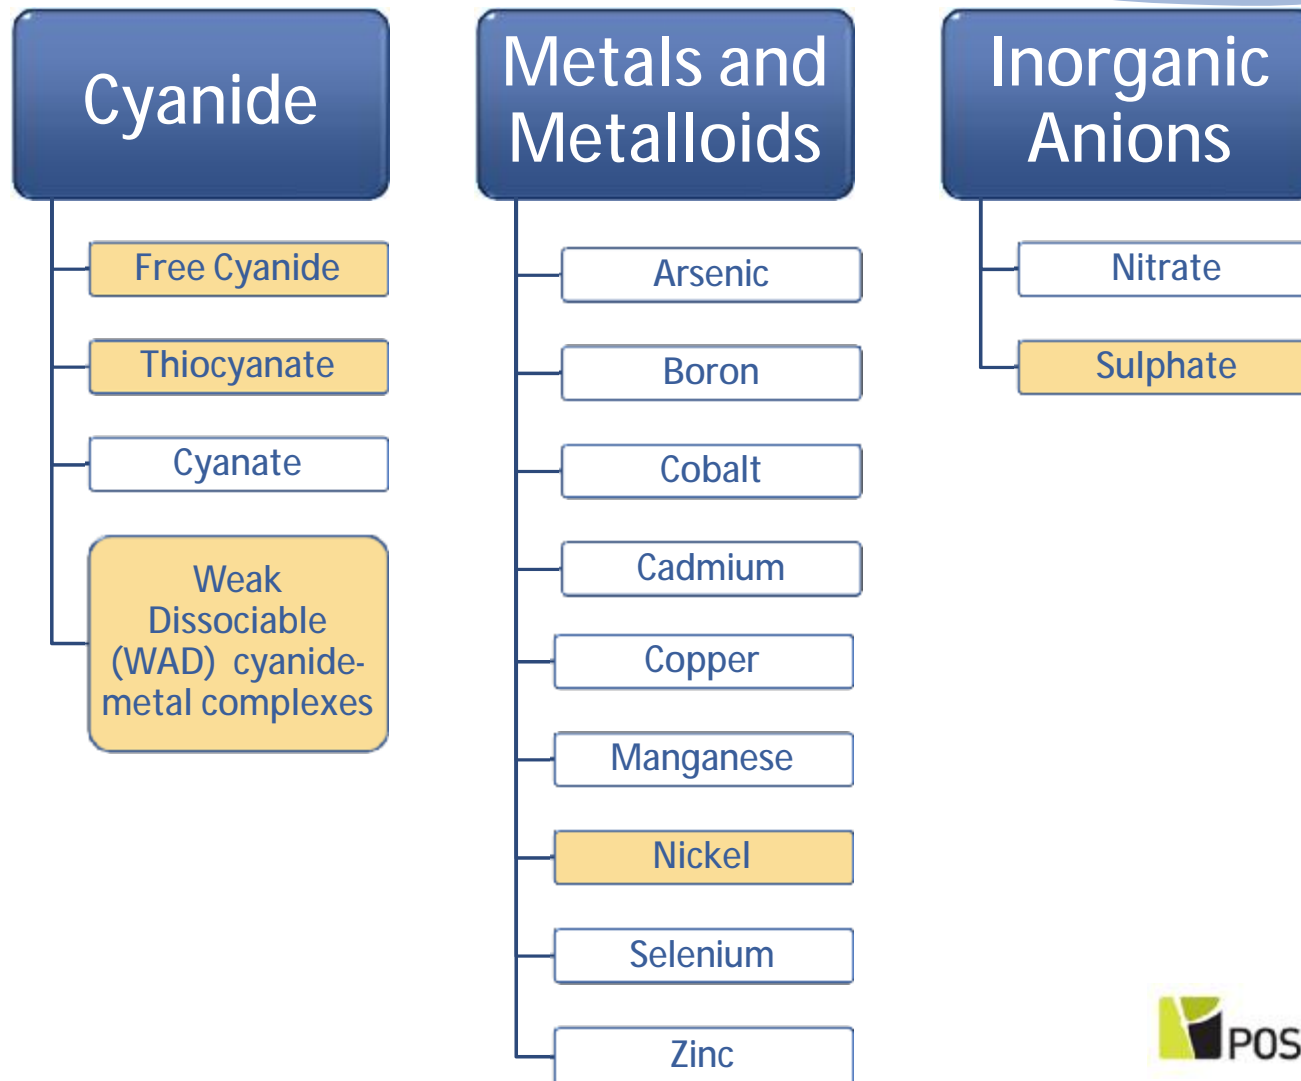 Cyanide
Free Cyanide
Thiocyanate
Cyanate
Weak
Dissociable
(WAD) cyanide-
metal complexes
Metals and
Metalloids
Arsenic
Boron
Cobalt
Cadmium
Copper
Manganese
Nickel
Selenium
Zinc
Inorganic
Anions
Nitrate
Sulphate
POS